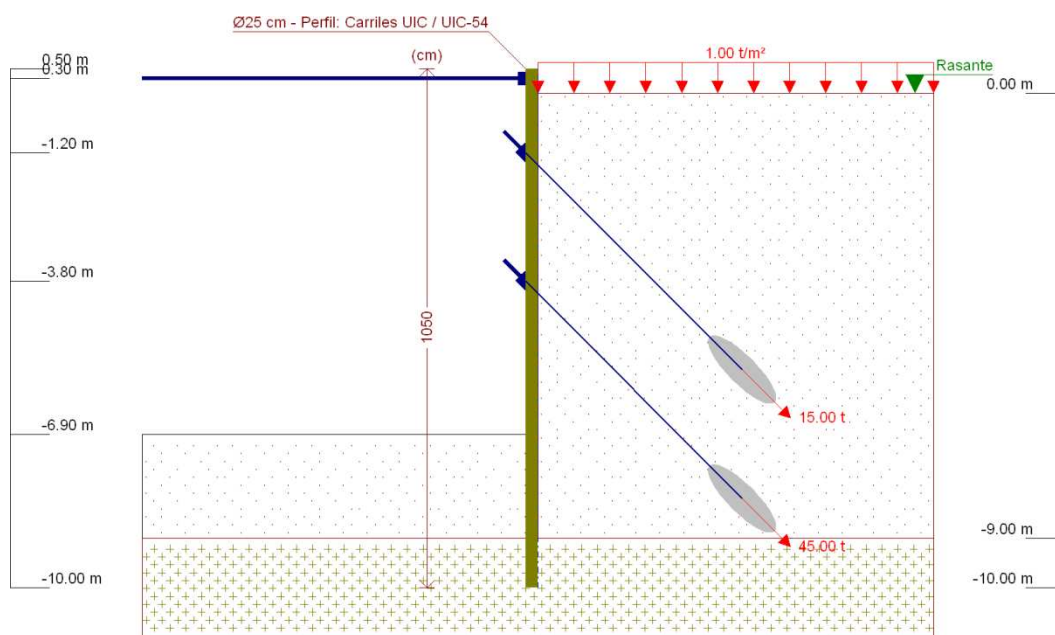 Ø25 cm - Perfil: Carriles UIC / UIC-54
(cm)
1.00 t/m²
Rasante
0.50 m
0.30 m
0.00 m
-1.20 m
-3.80 m
1050
15.00 t
-6.90 m
45.00 t
-9.00 m
-10.00 m
-10.00 m